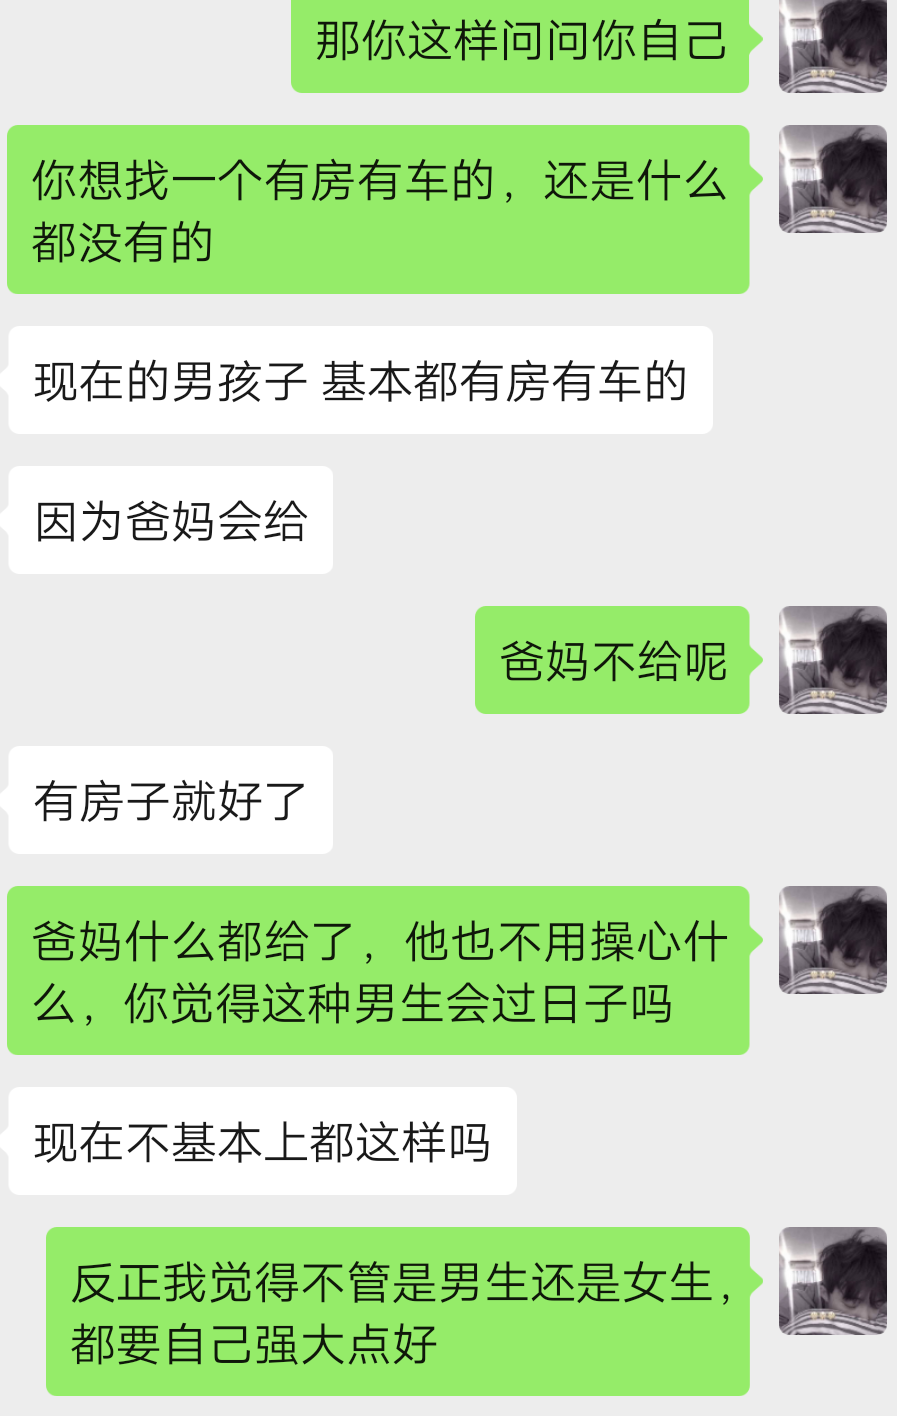 那你这样问问你自己
你想找一个有房有车的，还是什么
都没有的
现在的男孩子 基本都有房有车的
因为爸妈会给
爸妈不给呢
有房子就好了
爸妈什么都给了，他也不用操心什
么，你觉得这种男生会过日子吗
现在不基本上都这样吗
反正我觉得不管是男生还是女生，
都要自己强大点好